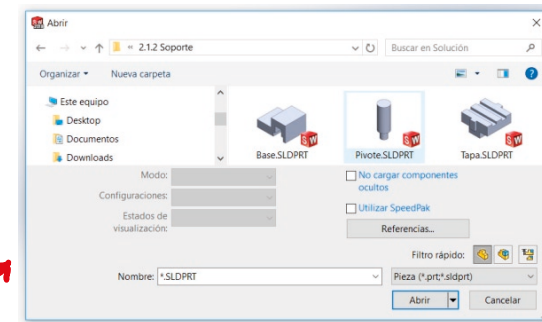 Abrir
« 2.1.2 Soporte
Buscar en Solución
Organizar
Nueva carpeta
Este equipo
Desktop
Documentos
Downloads
Base.SLDPRT
Pivote.SLDPRT
Tapa.SLDPRT
Modo:
Configuraciones:
Estados de
visualización:
No cargar componentes
ocultos
Utilizar SpeedPak
Referencias...
Filtro rápido:
Nombre:
*.SLDPRT
Pieza (*.prt;*.sldprt)
Abrir
Cancelar